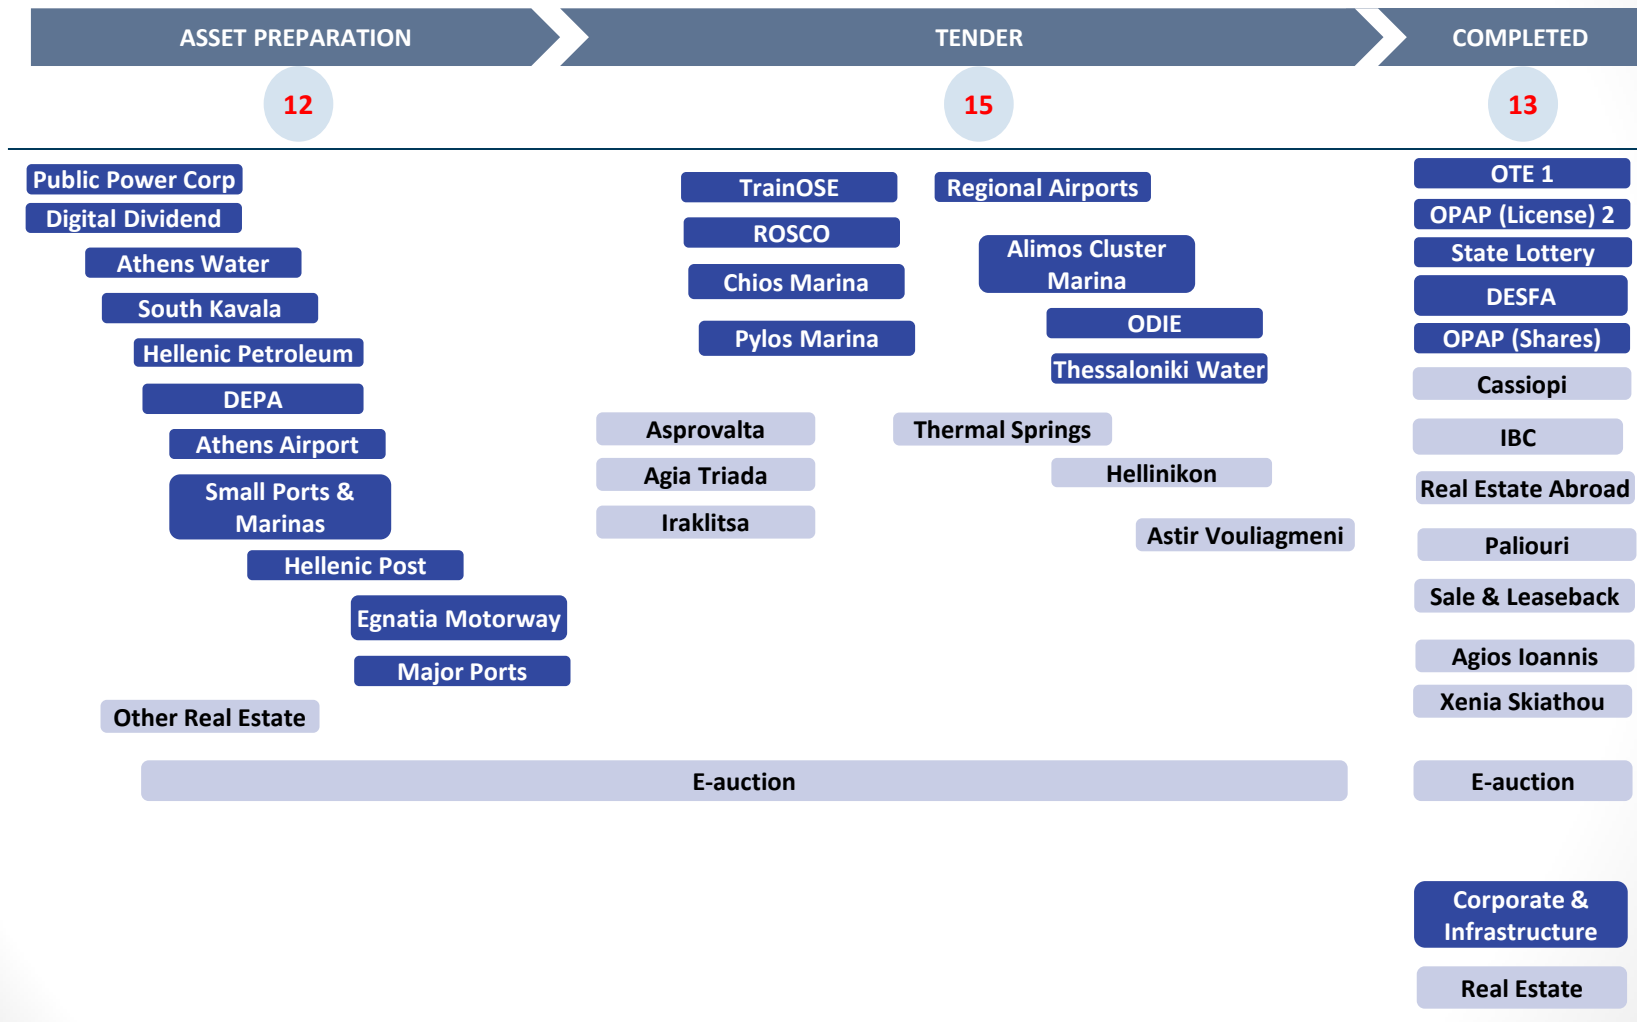 ASSET PREPARATION
TENDER
COMPLETED
12
15
13
Public Power Corp
Digital Dividend
Athens Water
South Kavala
Hellenic Petroleum
DEPA
Athens Airport
Small Ports &
Marinas
Hellenic Post
Egnatia Motorway
Major Ports
Other Real Estate
TrainOSE
ROSCO
Chios Marina
Pylos Marina
Asprovalta
Agia Triada
Iraklitsa
Regional Airports
Alimos Cluster
Marina
ODIE
Thessaloniki Water
Thermal Springs
Hellinikon
Astir Vouliagmeni
E-auction
OTE 1
OPAP (License) 2
State Lottery
DESFA
OPAP (Shares)
Cassiopi
IBC
Real Estate Abroad
Paliouri
Sale & Leaseback
Agios Ioannis
Xenia Skiathou
E-auction
Corporate &
Infrastructure
Real Estate